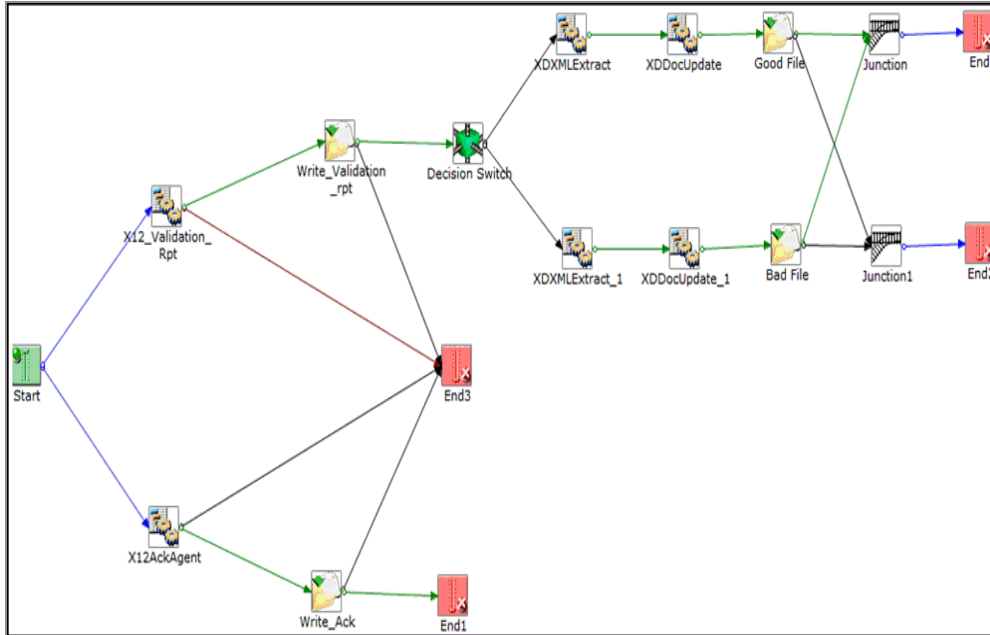 XDXMLExtract
XDDocUpdate
Good File
Junction
End
Write_Validation
_rpt
Decision Switch
X12_Validation_
Rpt
XDXMLExtract_1
XDDocUpdate_1
Bad File
Junction1
End2
Start
End3
X12AckAgent
Write_Ack
End1